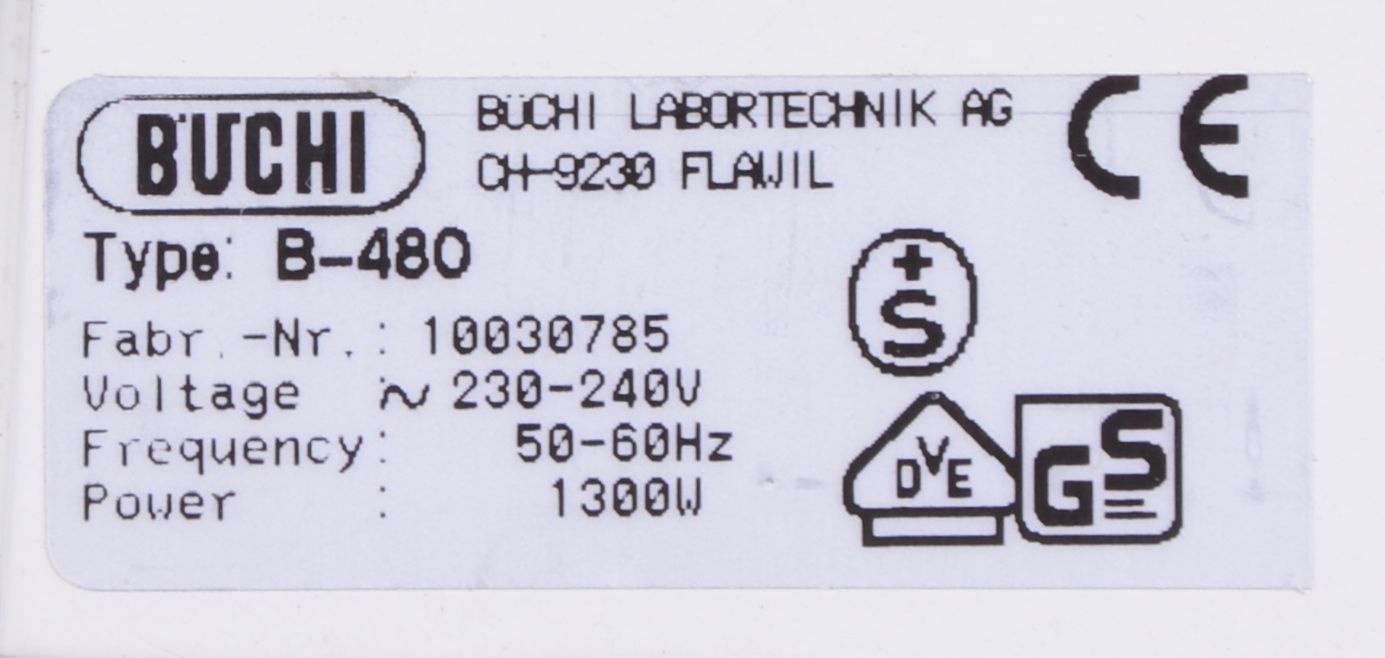 BÜCHI
BÜCHI LABORTECHNIK AG
CH-9230 FLAWIL
CE
Type: B-480
Fabr.-Nr.: 10030785
Voltage : ~ 230-240V
Frequency: 50-60Hz
Power : 1300W
+S
DVE
GS